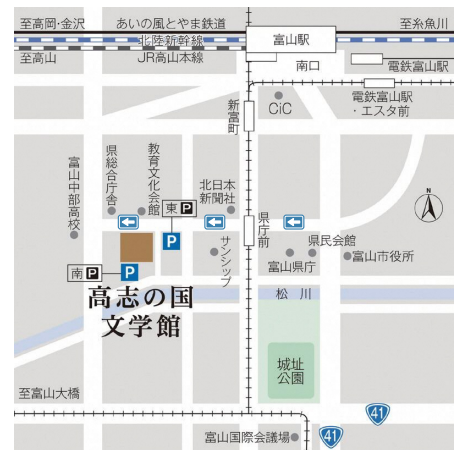 至高岡・金沢
あいの風とやま鉄道
富山駅
至糸魚川
北陸新幹線
至高山
JR高山本線
南口
電鉄富山駅
新富町
CiC
電鉄富山駅
・エスタ前
富山中部高校
県総合庁舎
教育文化会館
北日本
新聞社
東 P
P
県庁前
N
サンシップ
県民会館
富山県庁
富山市役所
南 P
P
高志の国
文学館
松川
城址
公園
至富山大橋
41
41
富山国際会議場